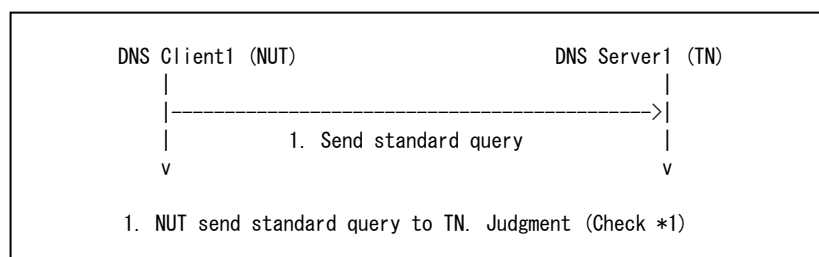 DNS Client1 (NUT) DNS Server1 (TN)
| |
|--------------------------------------------->|
| 1. Send standard query |
v v
1. NUT send standard query to TN. Judgment (Check *1)